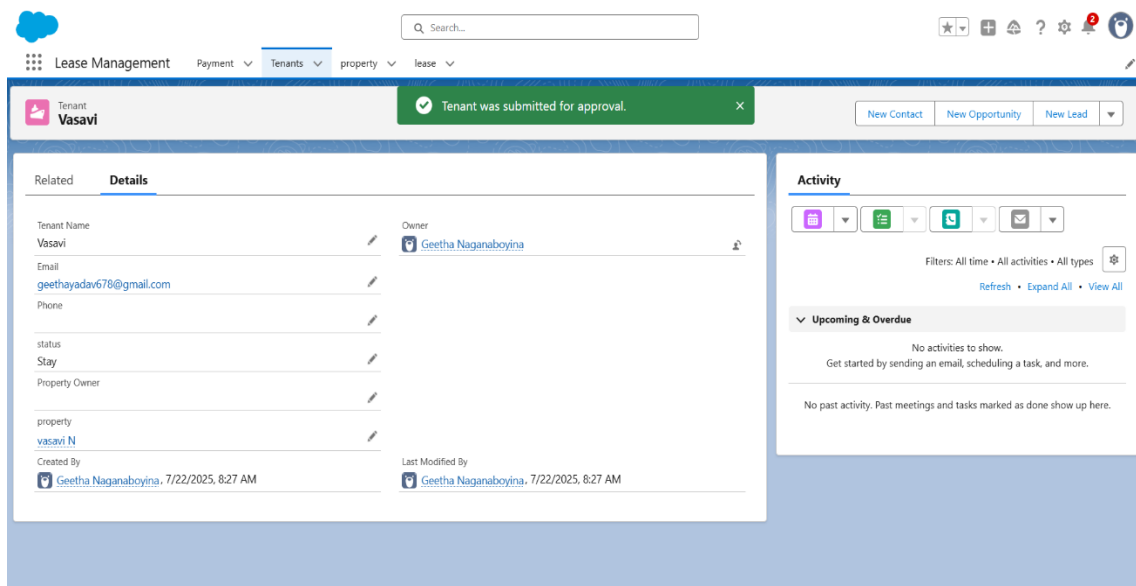 Search...
2
Lease Management Payment Tenants property lease
Tenant
Vasavi
Tenant was submitted for approval.
New Contact New Opportunity New Lead
Related Details
Tenant Name
Vasavi
Owner
Geetha Naganaboyina
Email
geethayadav678@gmail.com
Phone
status
Stay
Property Owner
property
vasavi N
Created By
Geetha Naganaboyina, 7/22/2025, 8:27 AM
Last Modified By
Geetha Naganaboyina, 7/22/2025, 8:27 AM
Activity
Filters: All time • All activities • All types
Refresh • Expand All • View All
Upcoming & Overdue
No activities to show.
Get started by sending an email, scheduling a task, and more.
No past activity. Past meetings and tasks marked as done show up here.